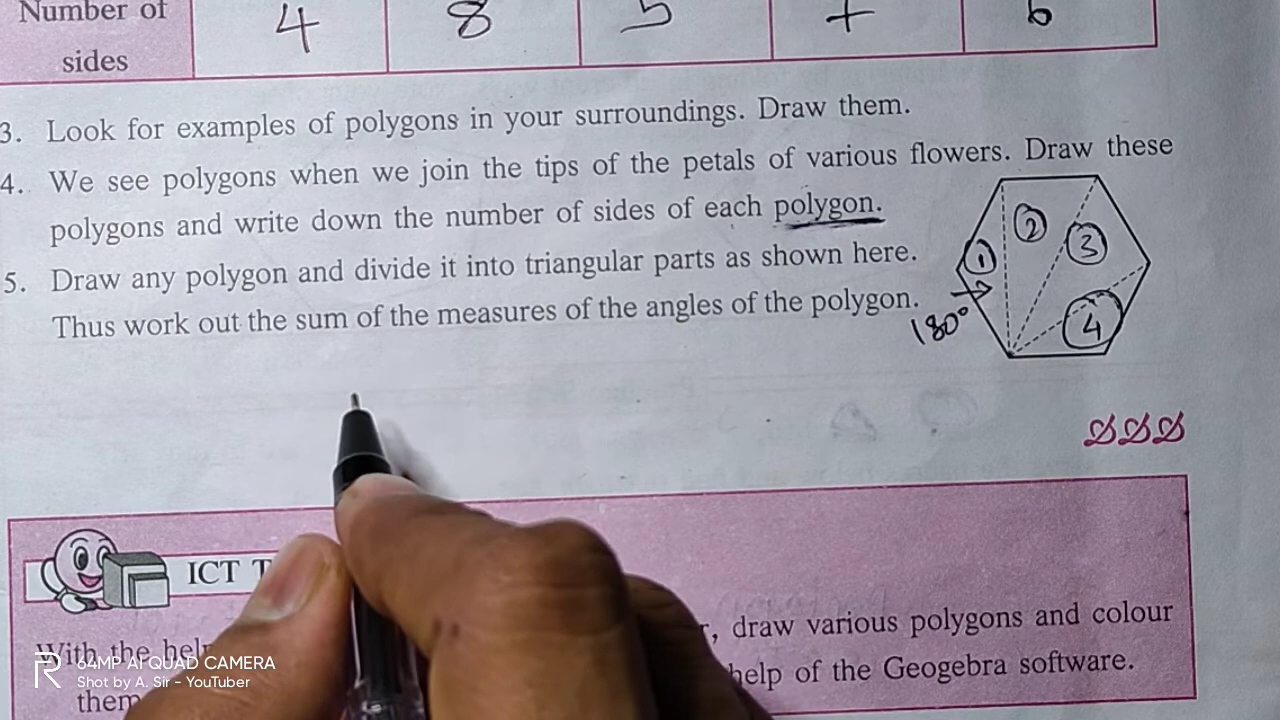 Number of
sides
4 8 5 7 6
3. Look for examples of polygons in your surroundings. Draw them.
4. We see polygons when we join the tips of the petals of various flowers. Draw these
polygons and write down the number of sides of each polygon.
5. Draw any polygon and divide it into triangular parts as shown here.
Thus work out the sum of the measures of the angles of the polygon.
1 2 3 4
180°
ICT
With the
draw various polygons and colour
them
help of the Geogebra software.
64MP AI QUAD CAMERA
Shot by A. Sir - YouTuber